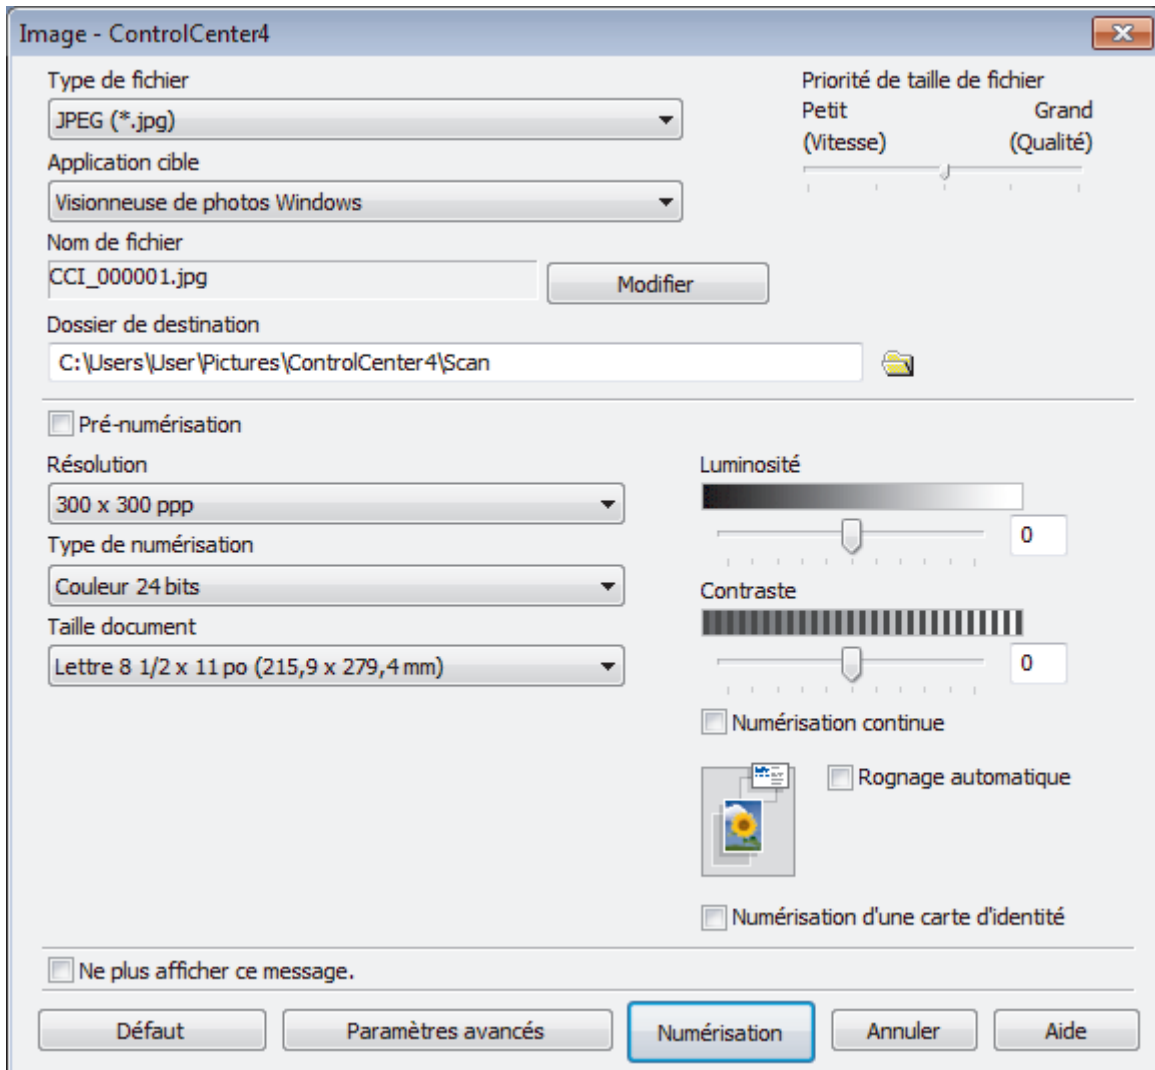 Image - ControlCenter4
Type de fichier
JPEG (*.jpg)
Application cible
Visionneuse de photos Windows
Nom de fichier
CCI_000001.jpg
Modifier
Dossier de destination
C:\Users\User\Pictures\ControlCenter4\Scan
Priorité de taille de fichier
Petit Grand
(Vitesse) (Qualité)
Pré-numérisation
Résolution
300 x 300 ppp
Type de numérisation
Couleur 24 bits
Taille document
Lettre 8 1/2 x 11 po (215,9 x 279,4 mm)
Luminosité
0
Contraste
0
Numérisation continue
Rognage automatique
Numérisation d'une carte d'identité
Ne plus afficher ce message.
Défaut Paramètres avancés Numérisation Annuler Aide